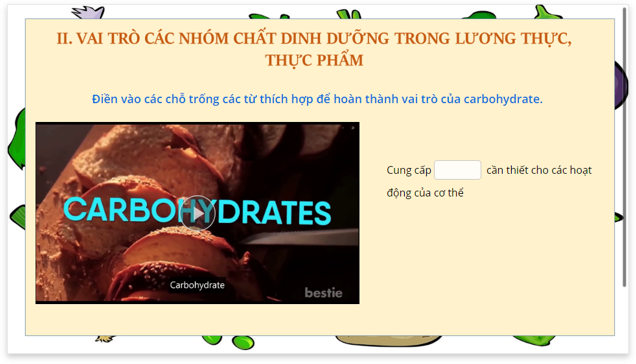 II. VAI TRÒ CÁC NHÓM CHẤT DINH DƯỠNG TRONG LƯƠNG THỰC,
THỰC PHẨM
Điền vào các chỗ trống các từ thích hợp để hoàn thành vai trò của carbohydrate.
CARBOHYDRATES
Carbohydrate
bestie
Cung cấp cần thiết cho các hoạt
động của cơ thể